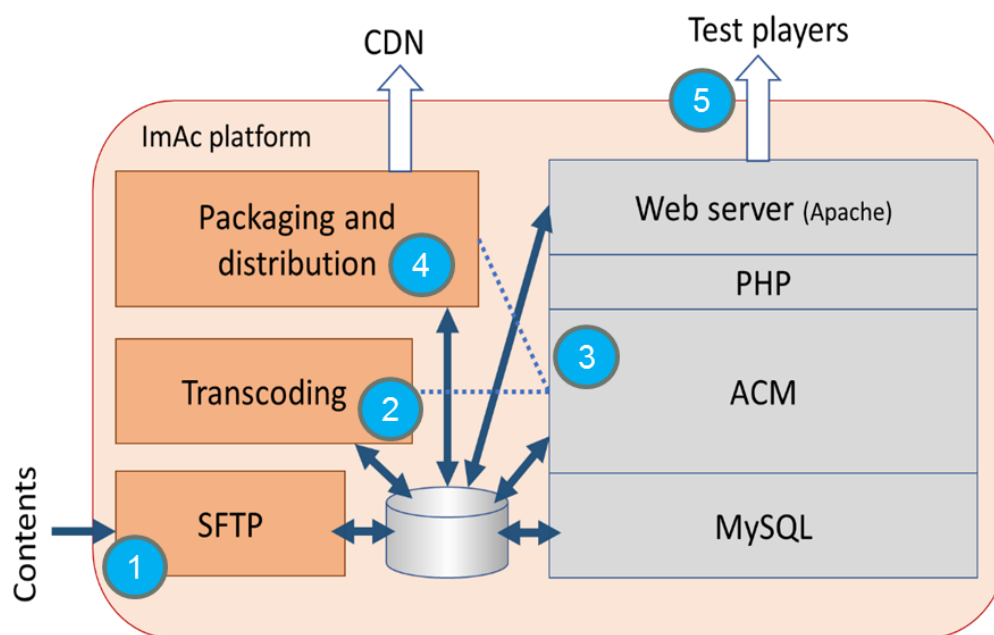 CDN
Test players
5
ImAc platform
Packaging and
distribution
4
Web server (Apache)
PHP
3
ACM
Transcoding
2
Contents
SFTP
1
MySQL